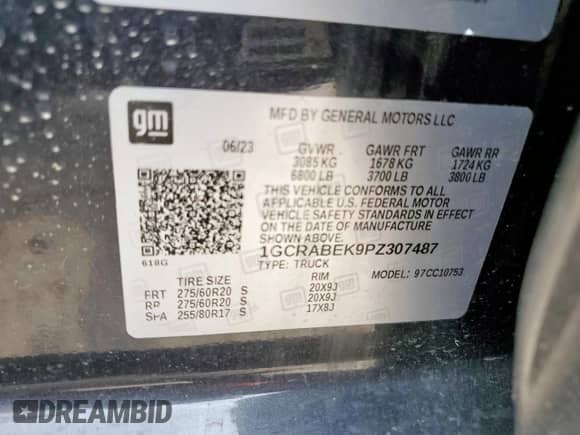 gm
MFD BY GENERAL MOTORS LLC
06/23 GVWR GAWR FRT GAWR RR
3085 KG 1678 KG 1724 KG
6800 LB 3700 LB 3800 LB
THIS VEHICLE CONFORMS TO ALL
APPLICABLE U.S. FEDERAL MOTOR
VEHICLE SAFETY STANDARDS IN EFFECT
ON THE DATE OF MANUFACTURE
SHOWN ABOVE.
618G 1GCRABEK9PZ307487
TYPE: TRUCK MODEL: 97CC10753
TIRE SIZE RIM
FRT 275/60R20 S 20X9J
RR 275/60R20 S 20X9J
SPA 255/80R17 S 17X8J
DREAMBID